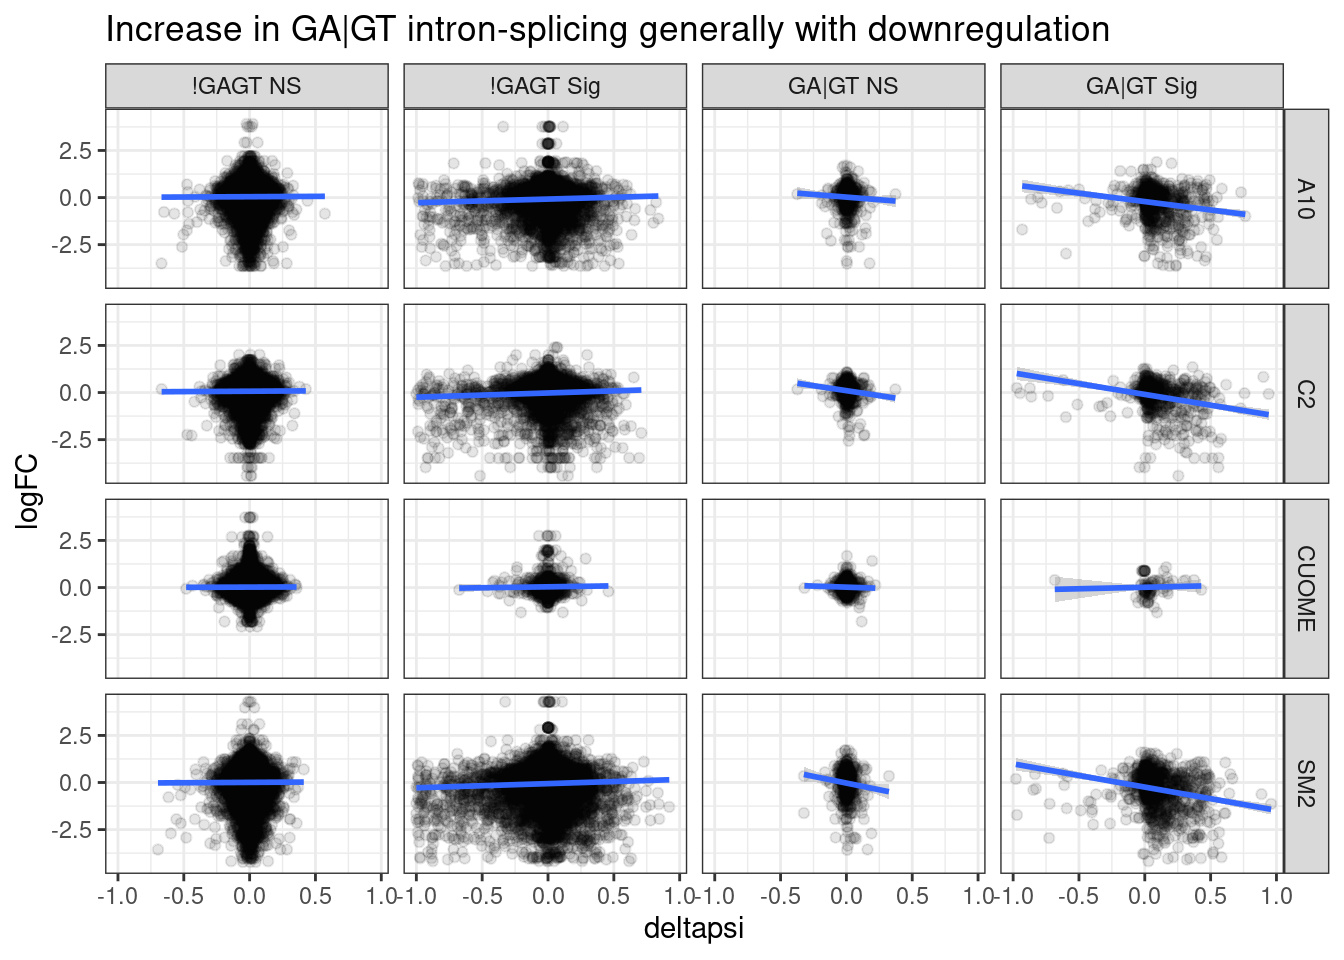 Increase in GA|GT intron-splicing generally with downregulation
!GAGT NS
!GAGT Sig
GA|GT NS
GA|GT Sig
2.5
0.0
-2.5
A10
2.5
0.0
-2.5
C2
2.5
0.0
-2.5
CUOME
2.5
0.0
-2.5
SM2
logFC
-1.0 -0.5 0.0 0.5 1.0
-1.0 -0.5 0.0 0.5 1.0
-1.0 -0.5 0.0 0.5 1.0
-1.0 -0.5 0.0 0.5 1.0
deltapsi